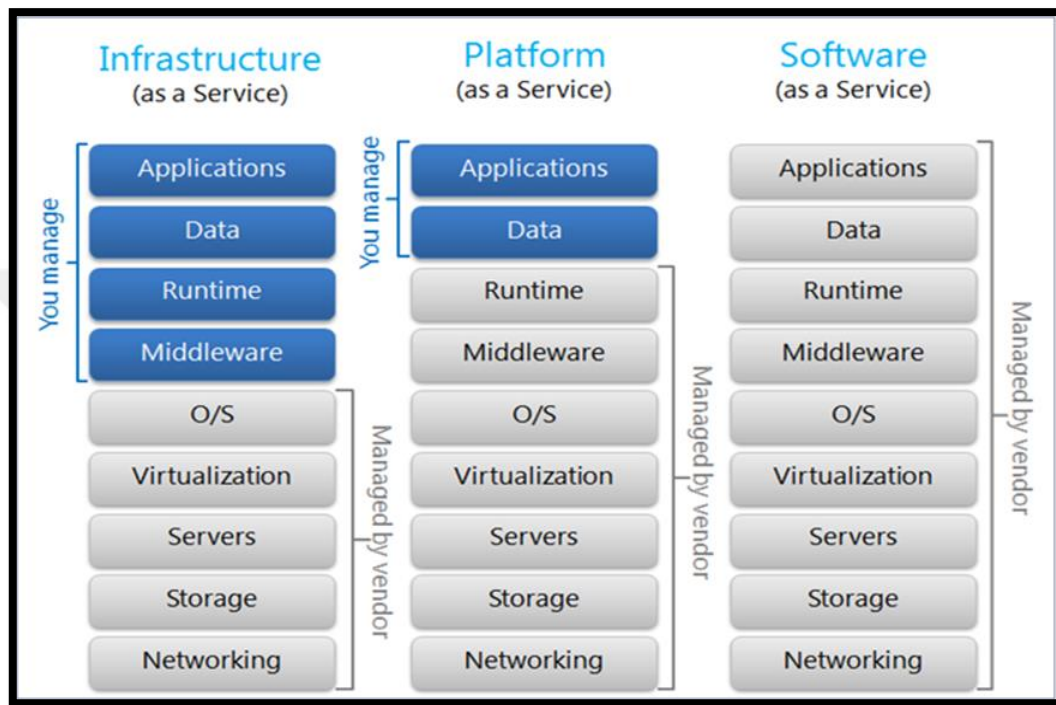 Infrastructure
(as a Service)
You manage
Applications
Data
Runtime
Middleware
O/S
Virtualization
Servers
Storage
Networking
Managed by vendor
Platform
(as a Service)
You manage
Applications
Data
Runtime
Middleware
O/S
Virtualization
Servers
Storage
Networking
Managed by vendor
Software
(as a Service)
Applications
Data
Runtime
Middleware
O/S
Virtualization
Servers
Storage
Networking
Managed by vendor